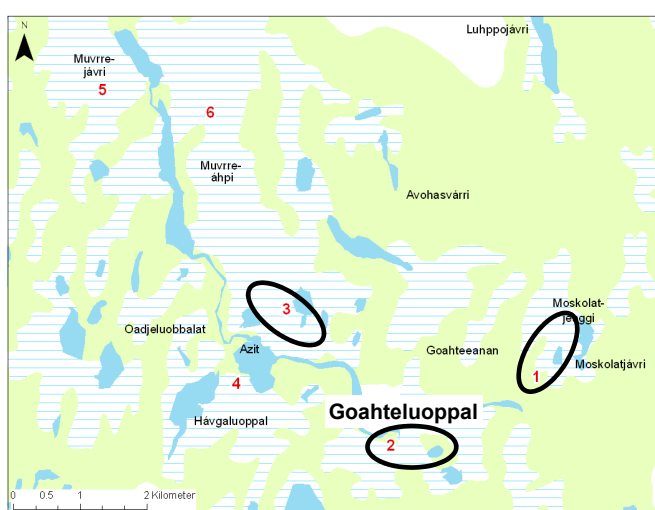 N
Luhppojávri
Muvrre-
jávri
5
6
Muvrre-
áhpi
Avohasvárri
3
Moskolat-
jeaggi
Oadjeluobbalat
Azit
Goahteeanan
Moskolatjávri
1
4
Goahteluoppal
Hávgaluoppal
2
0 0.5 1 2 Kilometer